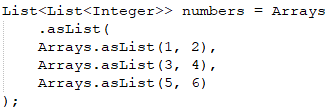 List<List<Integer>> numbers = Arrays
.asList(
Arrays.asList(1, 2),
Arrays.asList(3, 4),
Arrays.asList(5, 6)
);